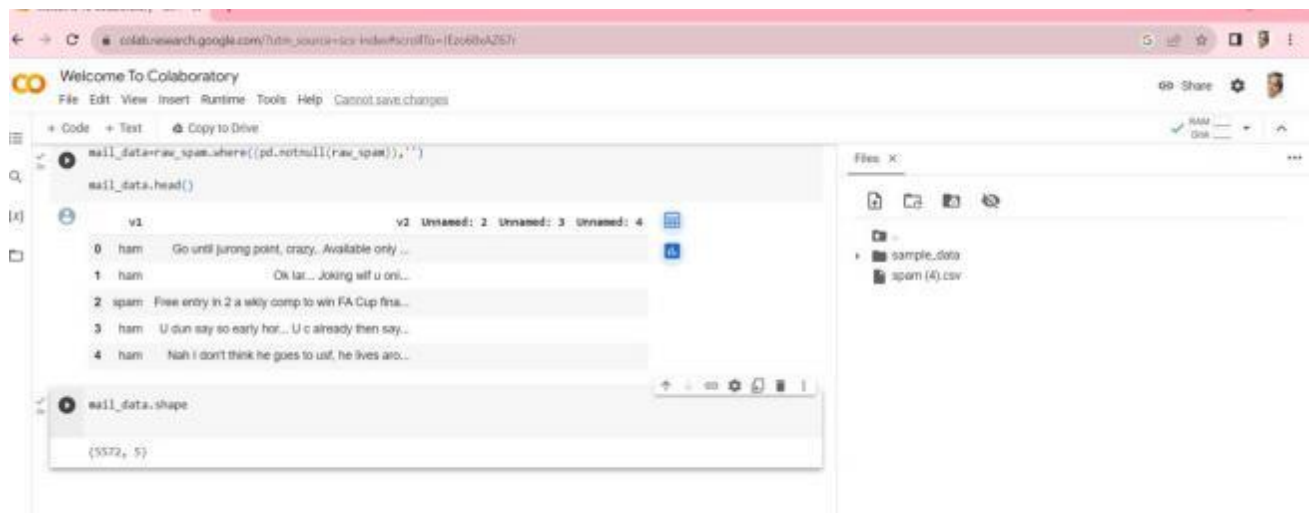 Welcome To Colaboratory
File Edit View Insert Runtime Tools Help Cannot save changes
Share
+ Code + Text Copy to Drive
RAM
Disk
mail_data=raw_spam.where((pd.notnull(raw_spam)),'')
mail_data.head()
v1 v2 Unnamed: 2 Unnamed: 3 Unnamed: 4
0 ham Go until jurong point, crazy.. Available only ...
1 ham Ok lar... Joking wif u oni...
2 spam Free entry in 2 a wkly comp to win FA Cup fina...
3 ham U dun say so early hor... U c already then say...
4 ham Nah I don't think he goes to usf, he lives aro...
mail_data.shape
(5572, 5)
Files
..
sample_data
spam (4).csv